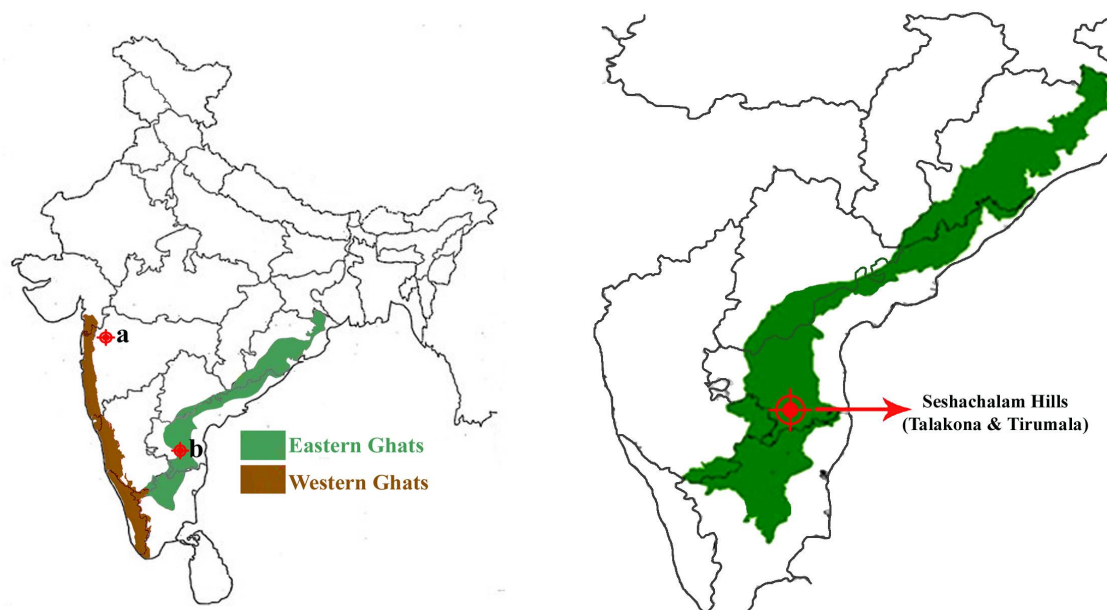 a
b
Eastern Ghats
Western Ghats
Seshachalam Hills
(Talakona & Tirumala)